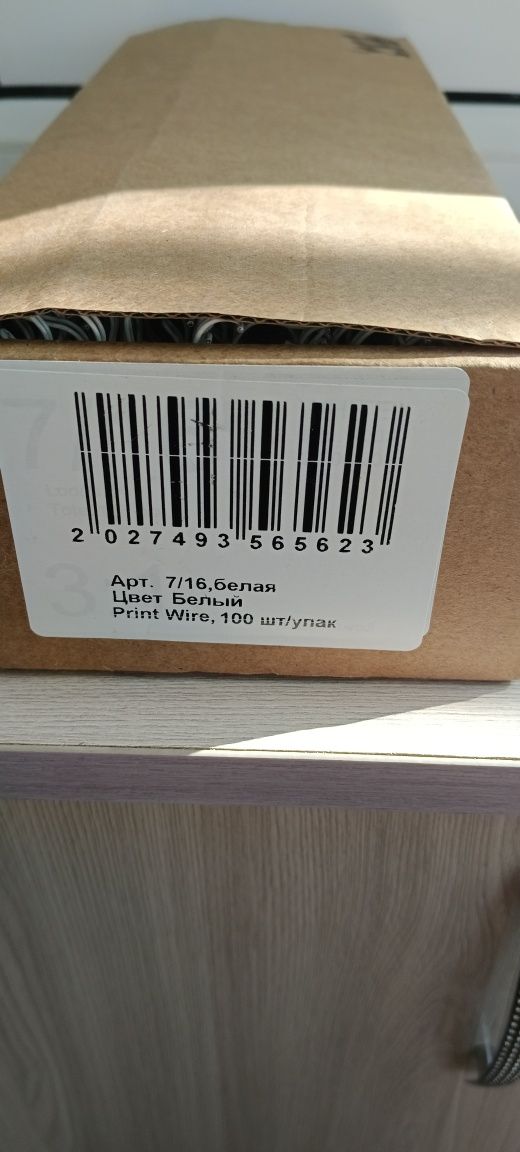 2 027493 565623
Арт. 7/16,белая
Цвет Белый
Print Wire, 100 шт/упак